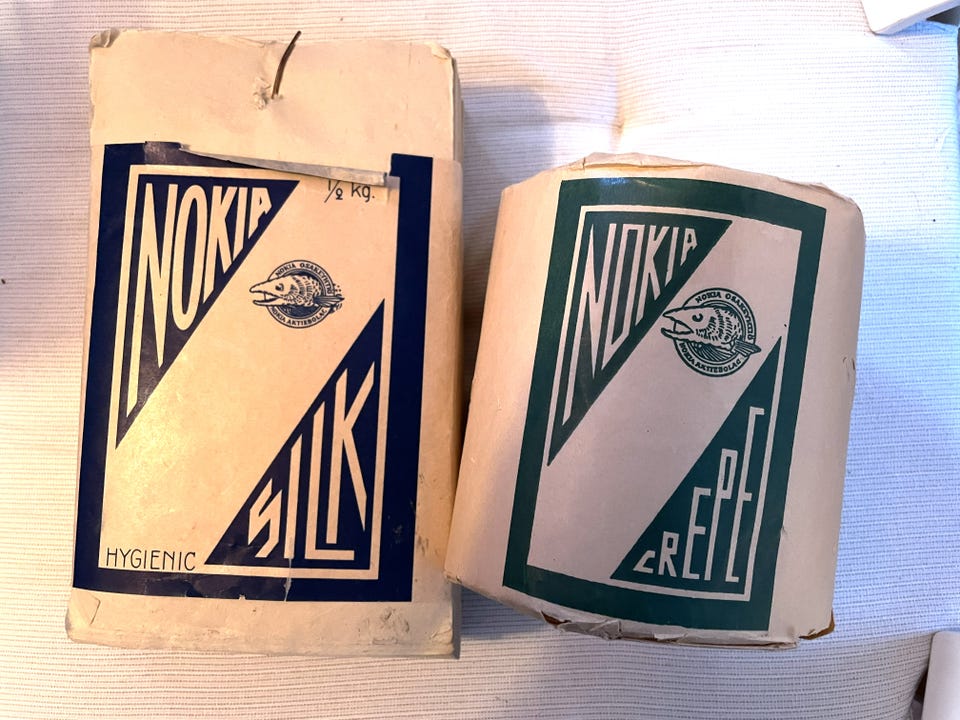 NOKIA
1/2 kg.
NOKIA OSAKEYHTIÖ
NOKIA AKTIEBOLAG
SILK
HYGIENIC
NOKIA
NOKIA OSAKEYHTIÖ
NOKIA AKTIEBOLAG
CREPE